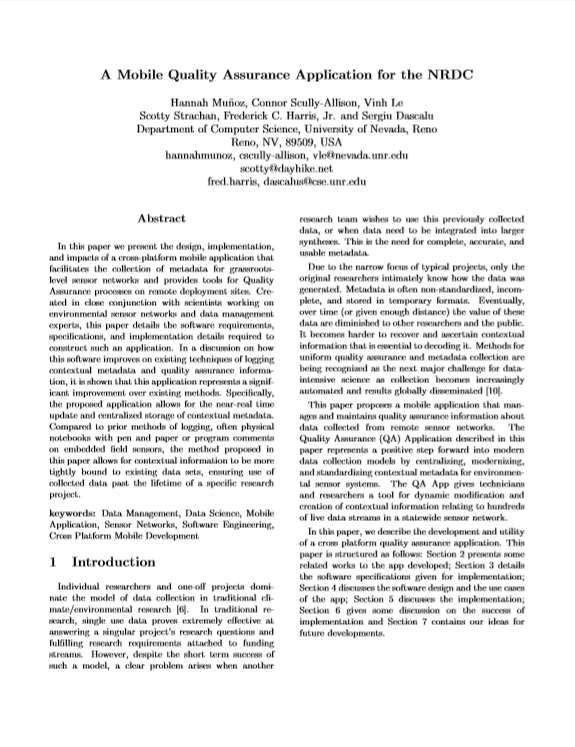 A Mobile Quality Assurance Application for the NRDC
Hannah Muñoz, Connor Scully-Allison, Vinh Le
Scotty Strachan, Frederick C. Harris, Jr. and Sergiu Dascalu
Department of Computer Science, University of Nevada, Reno
Reno, NV, 89509, USA
hannahmunoz, cscully-allison, vle@nevada.unr.edu
scotty@dayhike.net
fred.harris, dascalus@cse.unr.edu
Abstract
In this paper we present the design, implementation,
and impacts of a cross-platform mobile application that
facilitates the collection of metadata for grassroots-
level sensor networks and provides tools for Quality
Assurance processes on remote deployment sites. Cre-
ated in close conjunction with scientists working on
environmental sensor networks and data management
experts, this paper details the software requirements,
specifications, and implementation details required to
construct such an application. In a discussion on how
this software improves on existing techniques of logging
contextual metadata and quality assurance informa-
tion, it is shown that this application represents a signif-
icant improvement over existing methods. Specifically,
the proposed application allows for the near-real time
update and centralized storage of contextual metadata.
Compared to prior methods of logging, often physical
notebooks with pen and paper or program comments
on embedded field sensors, the method proposed in
this paper allows for contextual information to be more
tightly bound to existing data sets, ensuring use of
collected data past the lifetime of a specific research
project.
keywords: Data Management, Data Science, Mobile
Application, Sensor Networks, Software Engineering,
Cross Platform Mobile Development
1 Introduction
Individual researchers and one-off projects domi-
nate the model of data collection in traditional cli-
mate/environmental research [6]. In traditional re-
search, single use data proves extremely effective at
answering a singular project's research questions and
fulfilling research requirements attached to funding
streams. However, despite the short term success of
such a model, a clear problem arises when another
research team wishes to use this previously collected
data, or when data need to be integrated into larger
syntheses. This is the need for complete, accurate, and
usable metadata.
Due to the narrow focus of typical projects, only the
original researchers intimately know how the data was
generated. Metadata is often non-standardized, incom-
plete, and stored in temporary formats. Eventually,
over time (or given enough distance) the value of these
data are diminished to other researchers and the public.
It becomes harder to recover and ascertain contextual
information that is essential to decoding it. Methods for
uniform quality assurance and metadata collection are
being recognized as the next major challenge for data-
intensive science as collection becomes increasingly
automated and results globally disseminated [10].
This paper proposes a mobile application that man-
ages and maintains quality assurance information about
data collected from remote sensor networks. The
Quality Assurance (QA) Application described in this
paper represents a positive step forward into modern
data collection models by centralizing, modernizing,
and standardizing contextual metadata for environmen-
tal sensor systems. The QA App gives technicians
and researchers a tool for dynamic modification and
creation of contextual information relating to hundreds
of live data streams in a statewide sensor network.
In this paper, we describe the development and utility
of a cross platform quality assurance application. This
paper is structured as follows: Section 2 presents some
related works to the app developed; Section 3 details
the software specifications given for implementation;
Section 4 discusses the software design and the use cases
of the app; Section 5 discusses the implementation;
Section 6 gives some discussion on the success of
implementation and Section 7 contains our ideas for
future developments.